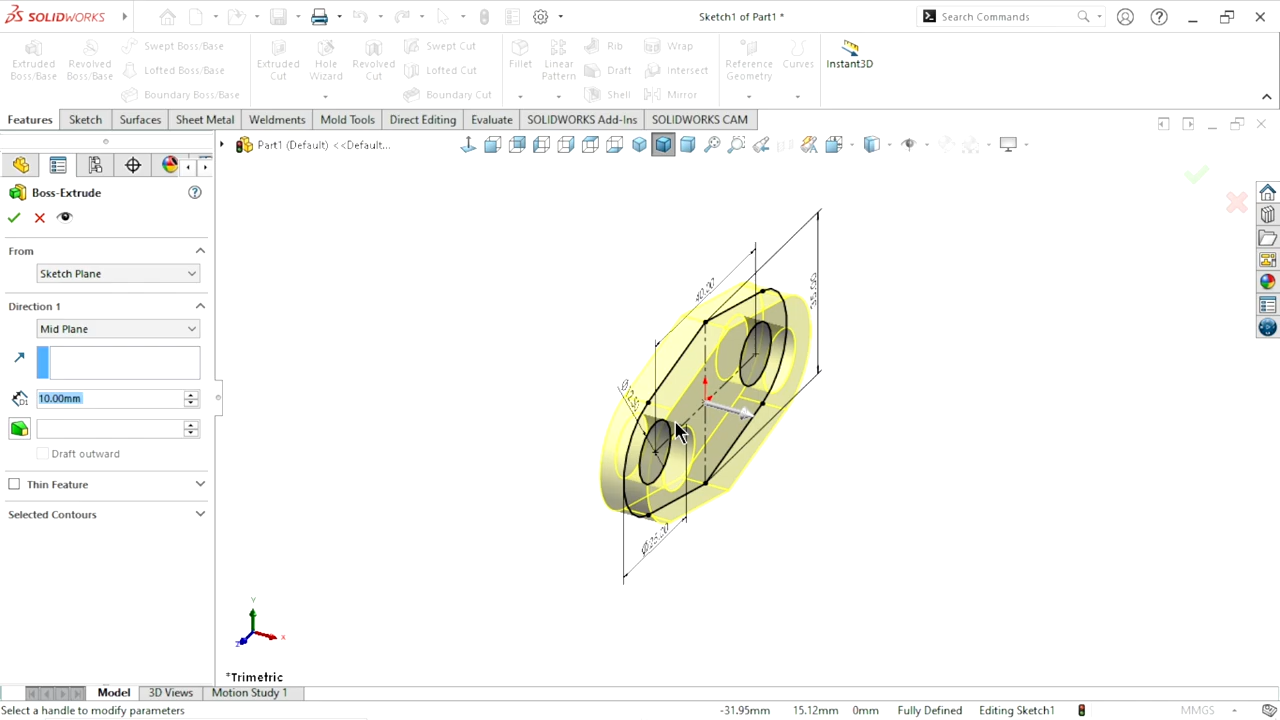 SOLIDWORKS
Sketch1 of Part1 *
Search Commands
Extruded Boss/Base
Revolved Boss/Base
Swept Boss/Base
Lofted Boss/Base
Boundary Boss/Base
Extruded Cut
Hole Wizard
Revolved Cut
Swept Cut
Lofted Cut
Boundary Cut
Fillet
Linear Pattern
Rib
Draft
Shell
Wrap
Intersect
Mirror
Reference Geometry
Curves
Instant3D
Features
Sketch
Surfaces
Sheet Metal
Weldments
Mold Tools
Direct Editing
Evaluate
SOLIDWORKS Add-Ins
SOLIDWORKS CAM
Part1 (Default) <<Default...
Boss-Extrude
From
Sketch Plane
Direction 1
Mid Plane
10.00mm
Draft outward
Thin Feature
Selected Contours
40.00
Y
X
Z
*Trimetric
Model
3D Views
Motion Study 1
Select a handle to modify parameters
-31.95mm
15.12mm
0mm
Fully Defined
Editing Sketch1
MMGS